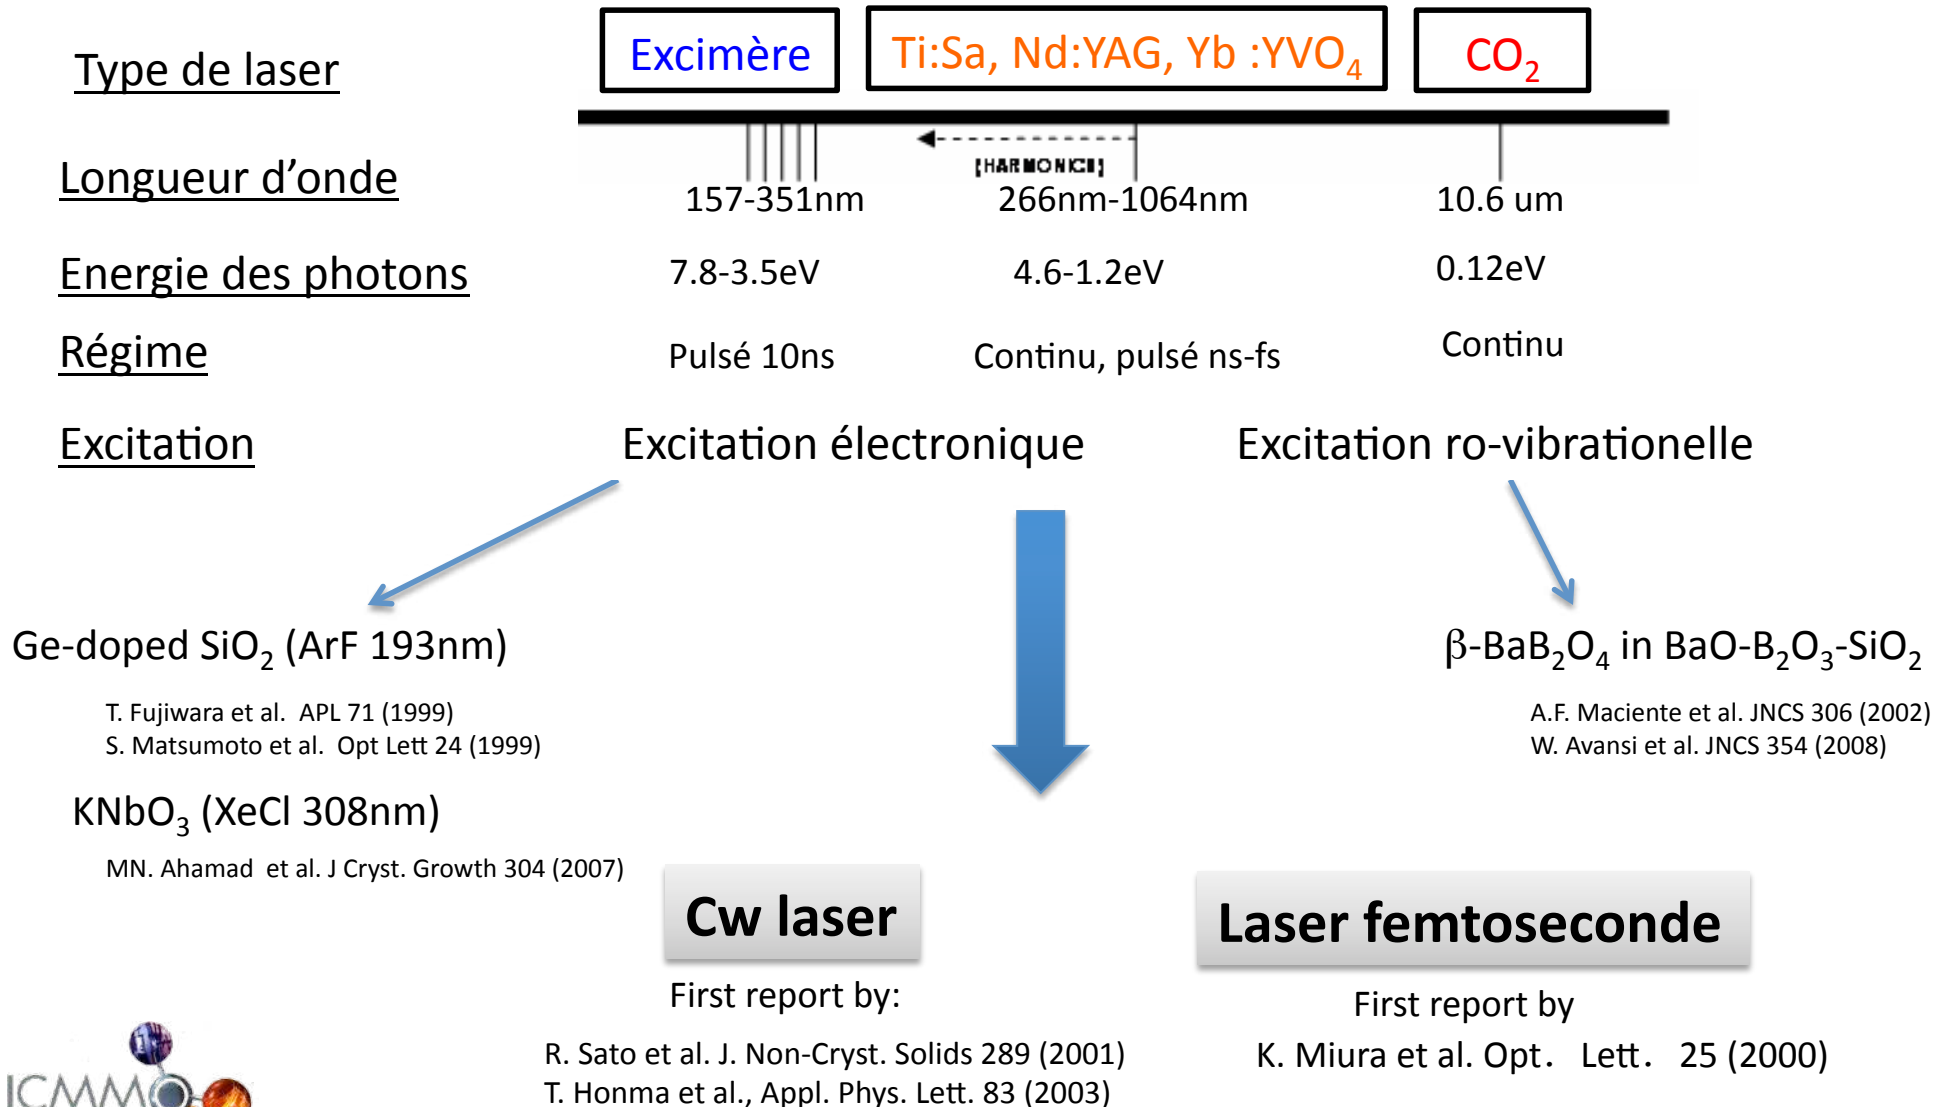 Type de laser
Excimère
Ti:Sa, Nd:YAG, Yb :YVO4
CO2
[HARMONICS]
Longueur d’onde
157-351nm
266nm-1064nm
10.6 um
Energie des photons
7.8-3.5eV
4.6-1.2eV
0.12eV
Régime
Pulsé 10ns
Continu, pulsé ns-fs
Continu
Excitation
Excitation électronique
Excitation ro-vibrationelle
Ge-doped SiO2 (ArF 193nm)
T. Fujiwara et al. APL 71 (1999)
S. Matsumoto et al. Opt Lett 24 (1999)
KNbO3 (XeCl 308nm)
MN. Ahamad et al. J Cryst. Growth 304 (2007)
β-BaB2O4 in BaO-B2O3-SiO2
A.F. Maciente et al. JNCS 306 (2002)
W. Avansi et al. JNCS 354 (2008)
Cw laser
First report by:
R. Sato et al. J. Non-Cryst. Solids 289 (2001)
T. Honma et al., Appl. Phys. Lett. 83 (2003)
Laser femtoseconde
First report by
K. Miura et al. Opt. Lett. 25 (2000)
ICMMO